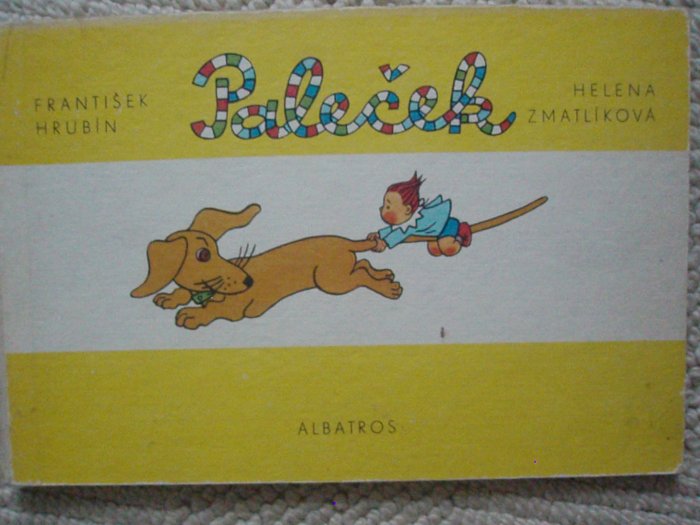 FRANTIŠEK
HRUBÍN
Paleček
HELENA
ZMATLÍKOVÁ
ALBATROS